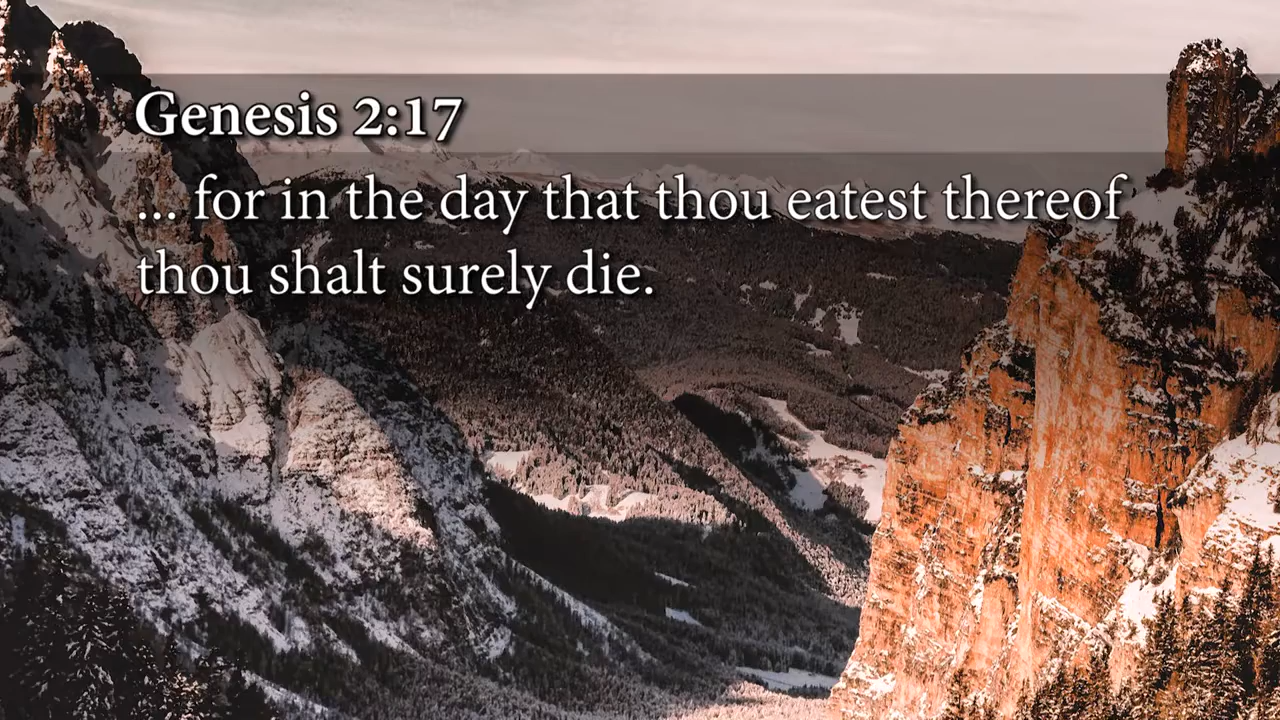 Genesis 2:17
... for in the day that thou eatest thereof
thou shalt surely die.